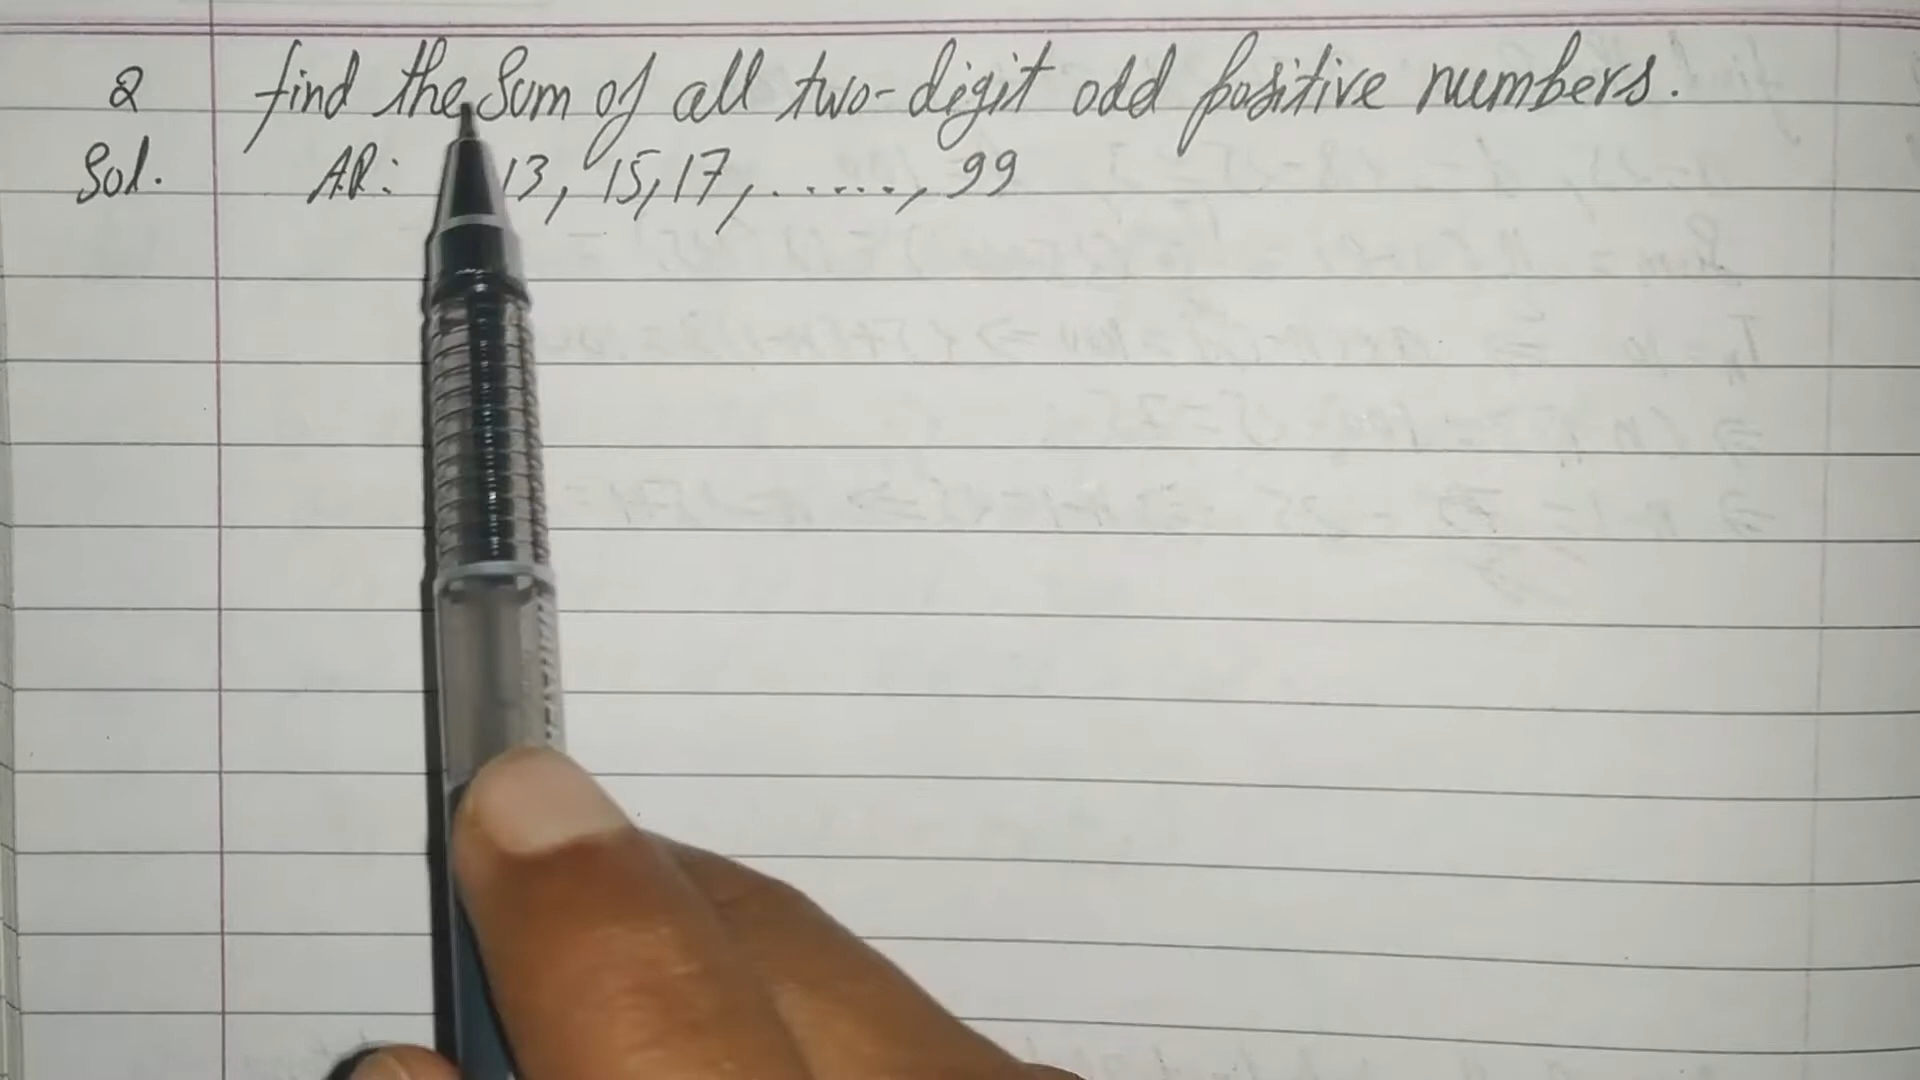 Q find the Sum of all two-digit odd positive numbers.
Sol. AP: 13, 15, 17, ......, 99